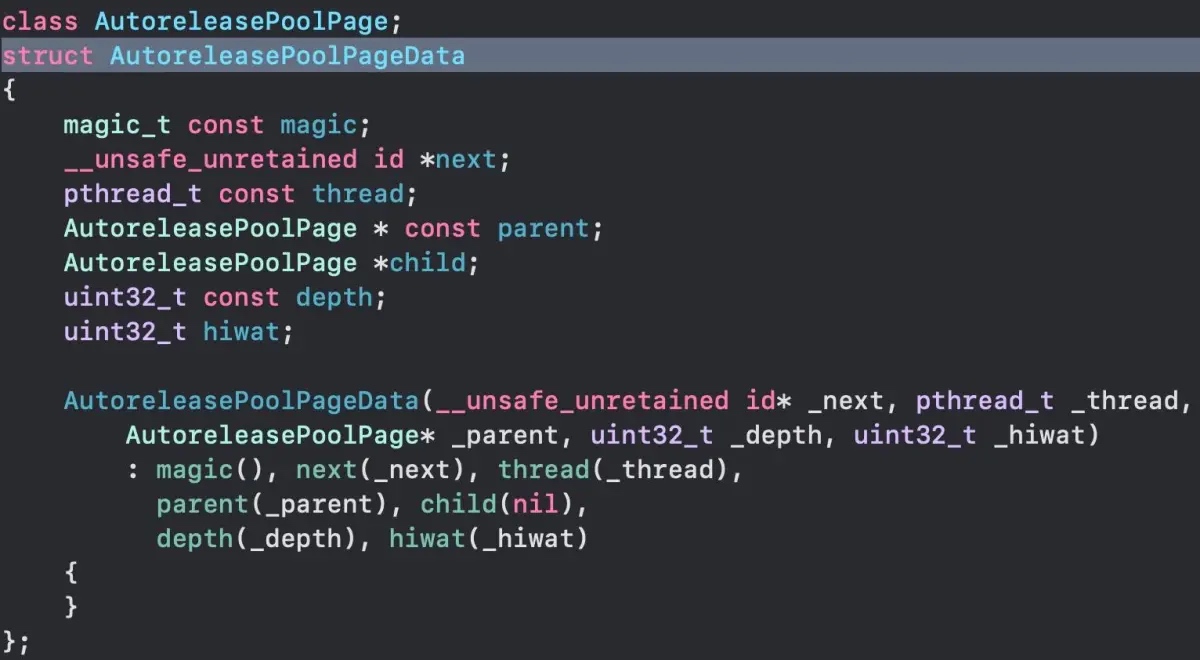 class AutoreleasePoolPage;
struct AutoreleasePoolPageData
{
    magic_t const magic;
    __unsafe_unretained id *next;
    pthread_t const thread;
    AutoreleasePoolPage * const parent;
    AutoreleasePoolPage *child;
    uint32_t const depth;
    uint32_t hiwat;

    AutoreleasePoolPageData(__unsafe_unretained id* _next, pthread_t _thread,
        AutoreleasePoolPage* _parent, uint32_t _depth, uint32_t _hiwat)
        : magic(), next(_next), thread(_thread),
          parent(_parent), child(nil),
          depth(_depth), hiwat(_hiwat)
    {
    }
};